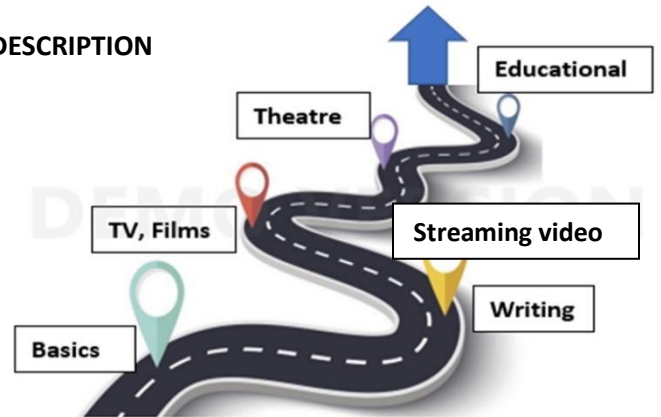 DESCRIPTION
Educational
Theatre
TV, Films
Streaming video
Writing
Basics